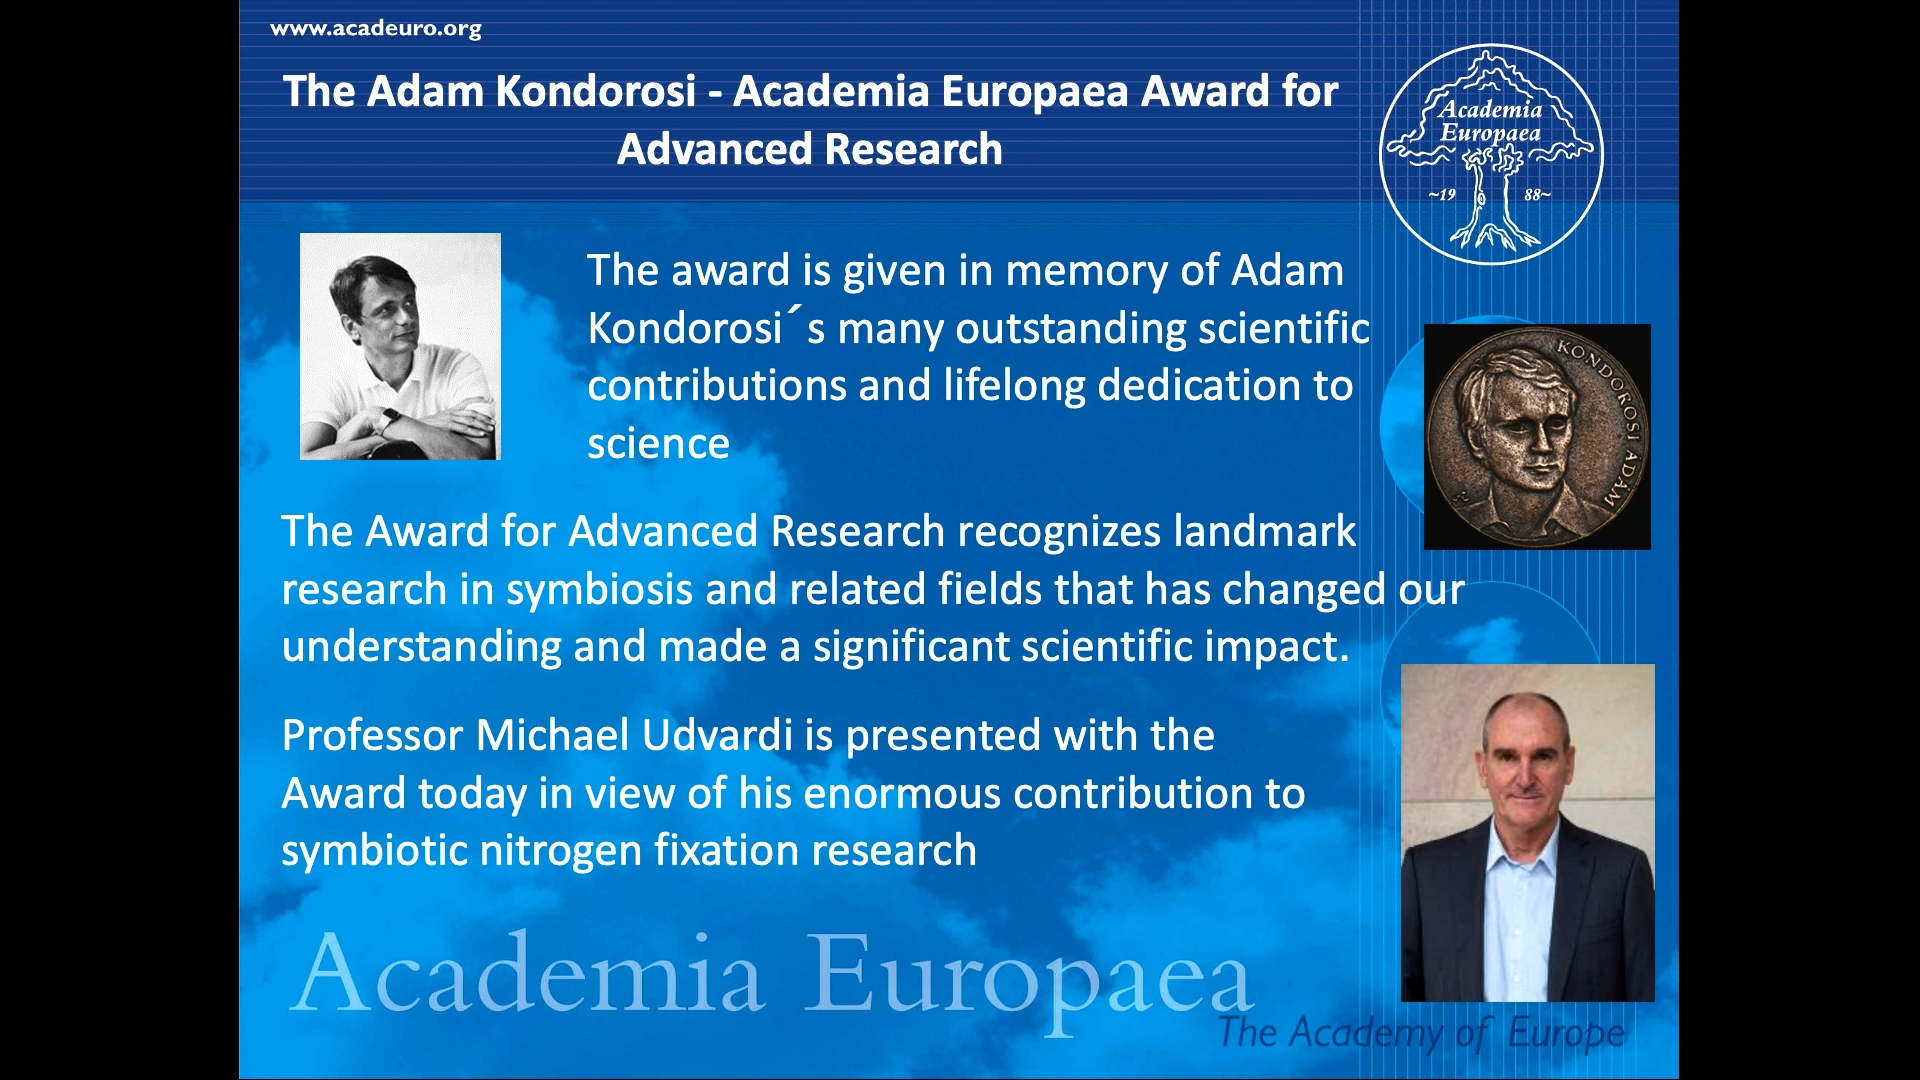 www.acadeuro.org
The Adam Kondorosi - Academia Europaea Award for
Advanced Research
Academia
Europaea
~19 88~
The award is given in memory of Adam
Kondorosi´s many outstanding scientific
contributions and lifelong dedication to
science
KONDOROSI ADÁM
The Award for Advanced Research recognizes landmark
research in symbiosis and related fields that has changed our
understanding and made a significant scientific impact.
Professor Michael Udvardi is presented with the
Award today in view of his enormous contribution to
symbiotic nitrogen fixation research
Academia Europaea
The Academy of Europe